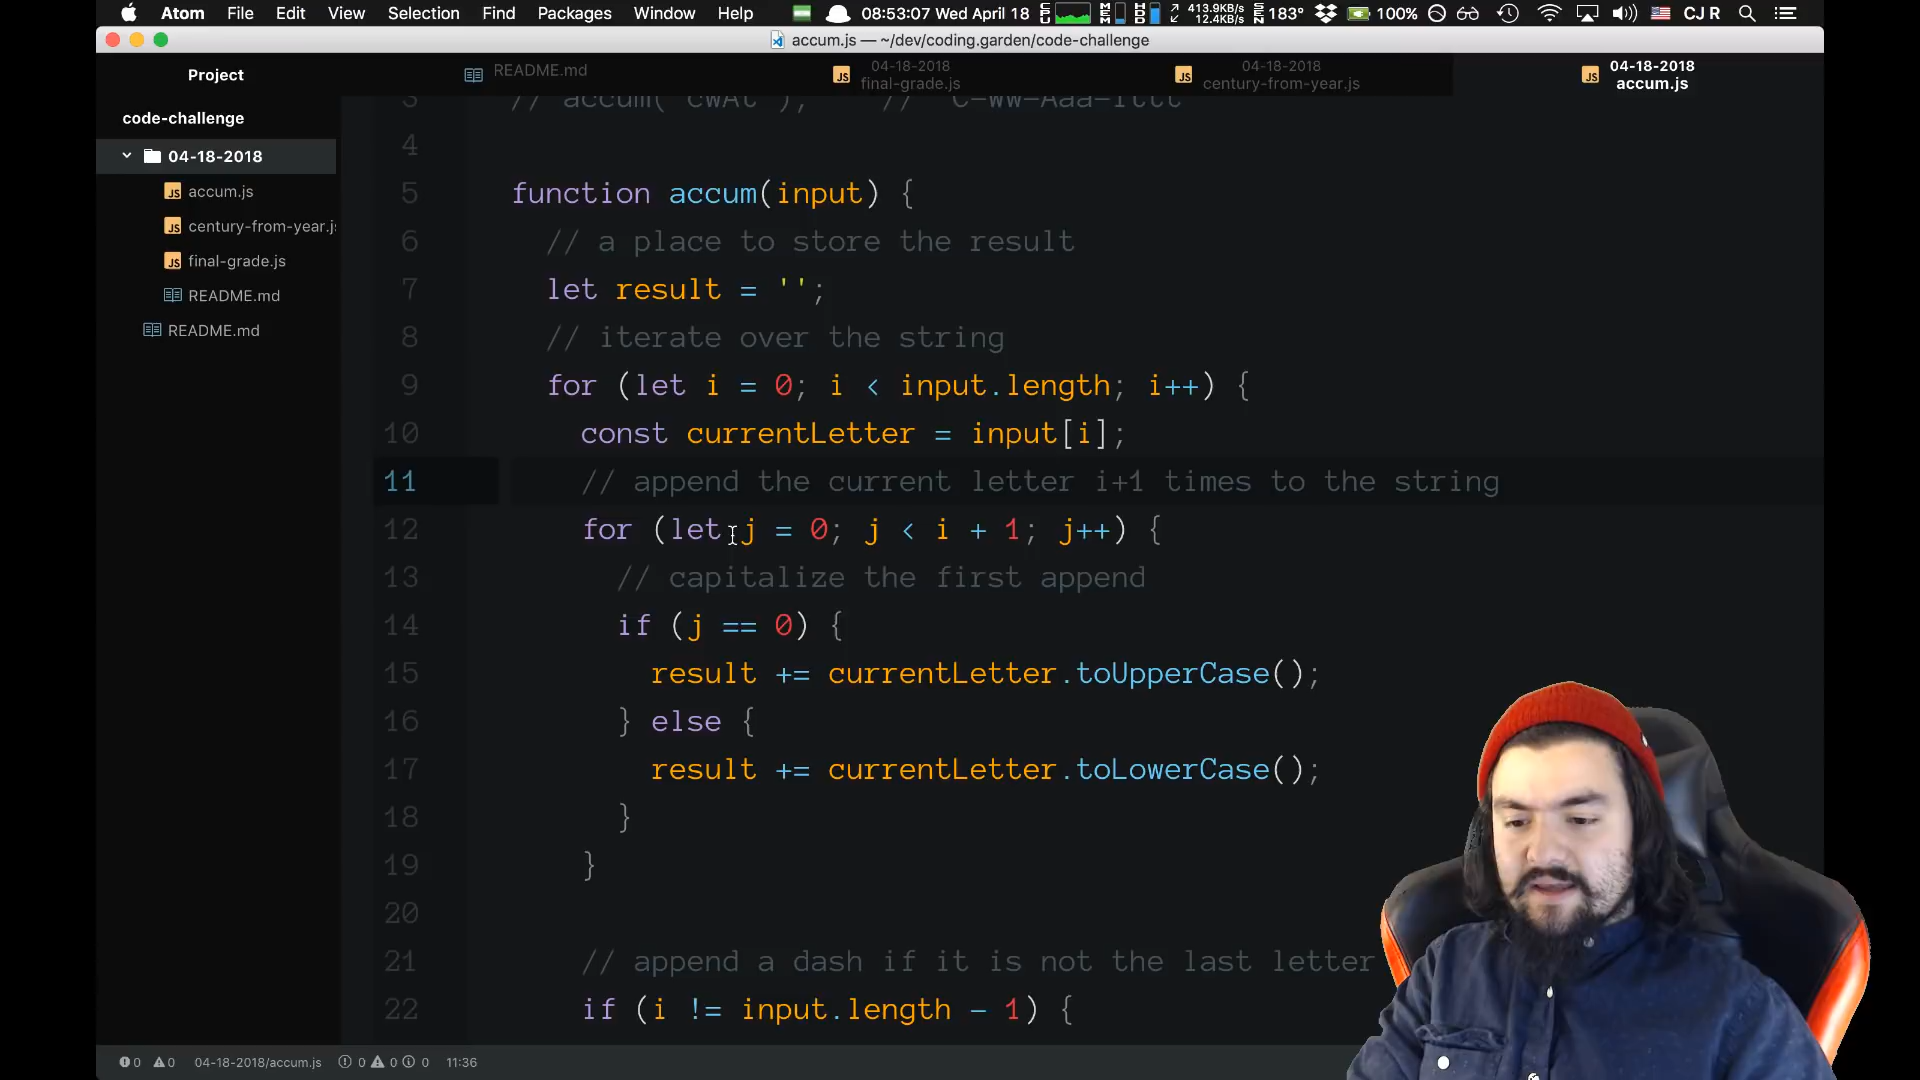 Atom File Edit View Selection Find Packages Window Help 08:53:07 Wed April 18 413.9KB/s 12.4KB/s 183° 100% CJ R
accum.js — ~/dev/coding.garden/code-challenge
Project
README.md
04-18-2018
final-grade.js
04-18-2018
century-from-year.js
04-18-2018
accum.js
code-challenge
04-18-2018
accum.js
century-from-year.js
final-grade.js
README.md
README.md
4
5 function accum(input) {
6 // a place to store the result
7 let result = '';
8 // iterate over the string
9 for (let i = 0; i < input.length; i++) {
10 const currentLetter = input[i];
11 // append the current letter i+1 times to the string
12 for (let j = 0; j < i + 1; j++) {
13 // capitalize the first append
14 if (j == 0) {
15 result += currentLetter.toUpperCase();
16 } else {
17 result += currentLetter.toLowerCase();
18 }
19 }
20
21 // append a dash if it is not the last letter
22 if (i != input.length - 1) {
0 0 04-18-2018/accum.js 0 0 0 11:36